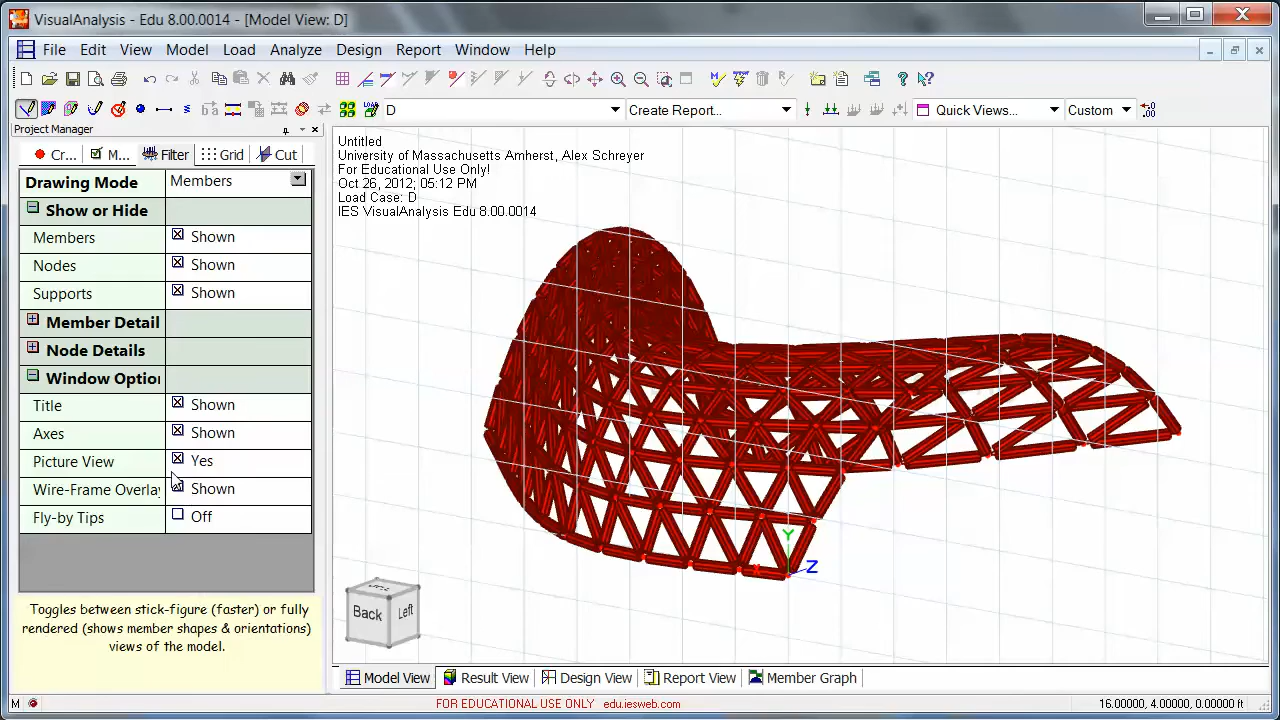 VisualAnalysis - Edu 8.00.0014 - [Model View: D]
File Edit View Model Load Analyze Design Report Window Help
D Create Report... Quick Views... Custom
Project Manager
Cr... M... Filter Grid Cut
Drawing Mode Members
Show or Hide
Members Shown
Nodes Shown
Supports Shown
Member Detail
Node Details
Window Option
Title Shown
Axes Shown
Picture View Yes
Wire-Frame Overlay Shown
Fly-by Tips Off
Toggles between stick-figure (faster) or fully
rendered (shows member shapes & orientations)
views of the model.
Untitled
University of Massachusetts Amherst, Alex Schreyer
For Educational Use Only!
Oct 26, 2012, 05:12 PM
Load Case: D
IES VisualAnalysis Edu 8.00.0014
Y
Z
Back Left
Model View Result View Design View Report View Member Graph
M FOR EDUCATIONAL USE ONLY edu.iesweb.com 16.00000, 4.00000, 0.00000 ft